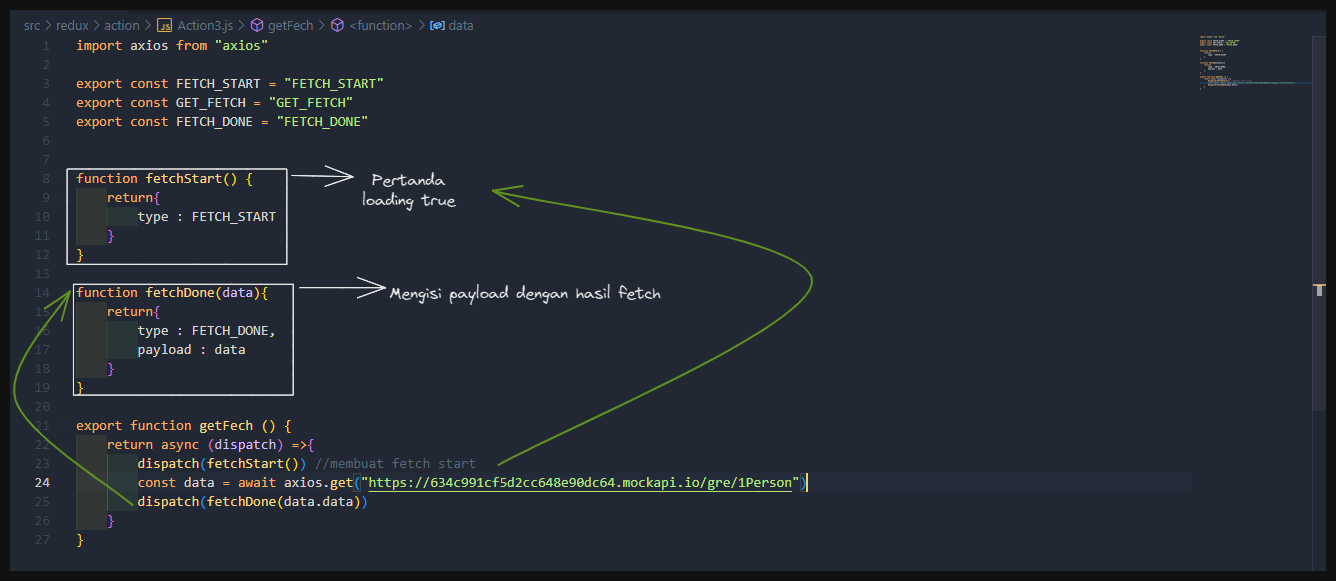 src > redux > action > JS Action3.js > getFech > <function> > data
1 import axios from "axios"
2
3 export const FETCH_START = "FETCH_START"
4 export const GET_FETCH = "GET_FETCH"
5 export const FETCH_DONE = "FETCH_DONE"
6
7
8 function fetchStart() {
Pertanda
loading true
9 return{
10 type : FETCH_START
11 }
12 }
13
14 function fetchDone(data){
Mengisi payload dengan hasil fetch
15 return{
16 type : FETCH_DONE,
17 payload : data
18 }
19 }
20
21 export function getFech () {
22 return async (dispatch) =>{
23 dispatch(fetchStart()) //membuat fetch start
24 const data = await axios.get("https://634c991cf5d2cc648e90dc64.mockapi.io/gre/1Person")
25 dispatch(fetchDone(data.data))
26 }
27 }